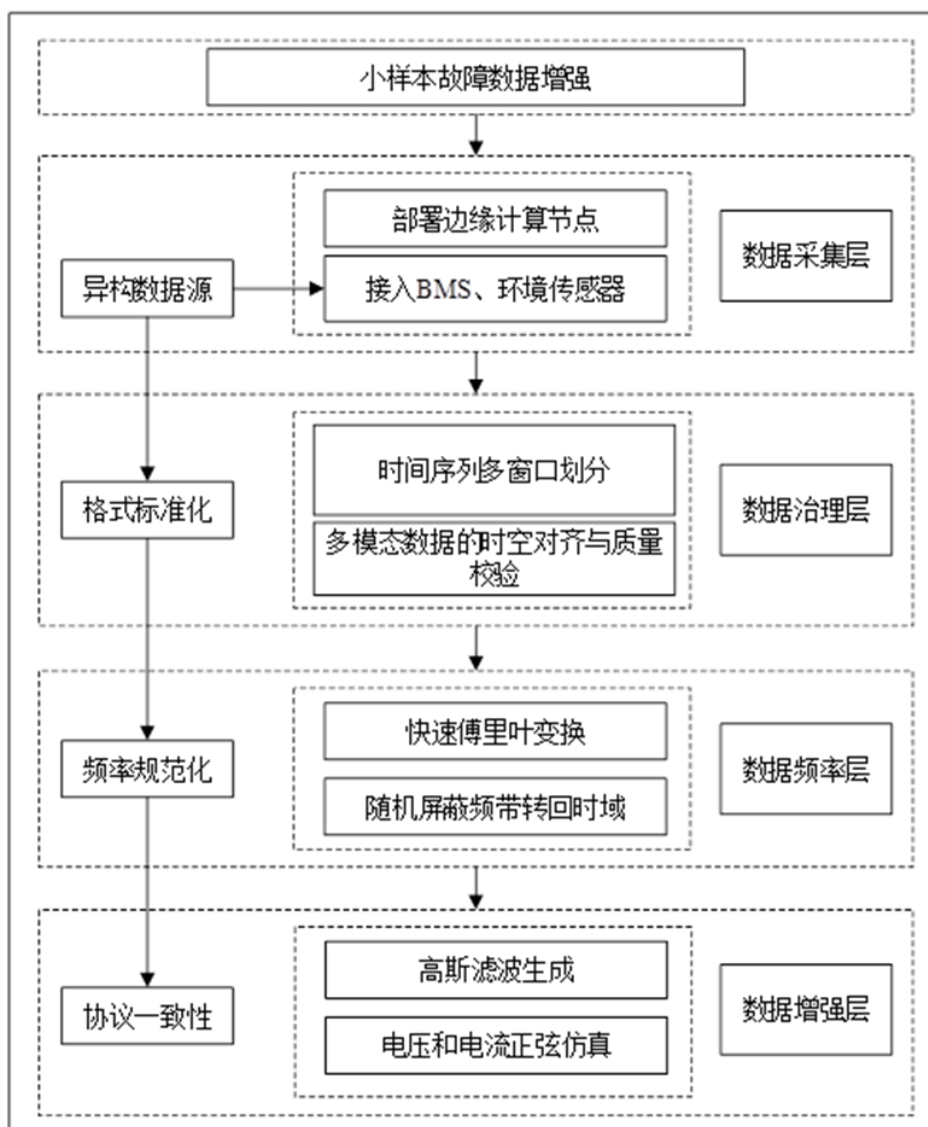 小样本故障数据增强
部署边缘计算节点
数据采集层
异构数据源
接入BMS、环境传感器
时间序列多窗口划分
格式标准化
数据治理层
多模态数据的时空对齐与质量
校验
快速傅里叶变换
频率规范化
数据频率层
随机屏蔽频带转回时域
高斯滤波生成
协议一致性
数据增强层
电压和电流正弦仿真